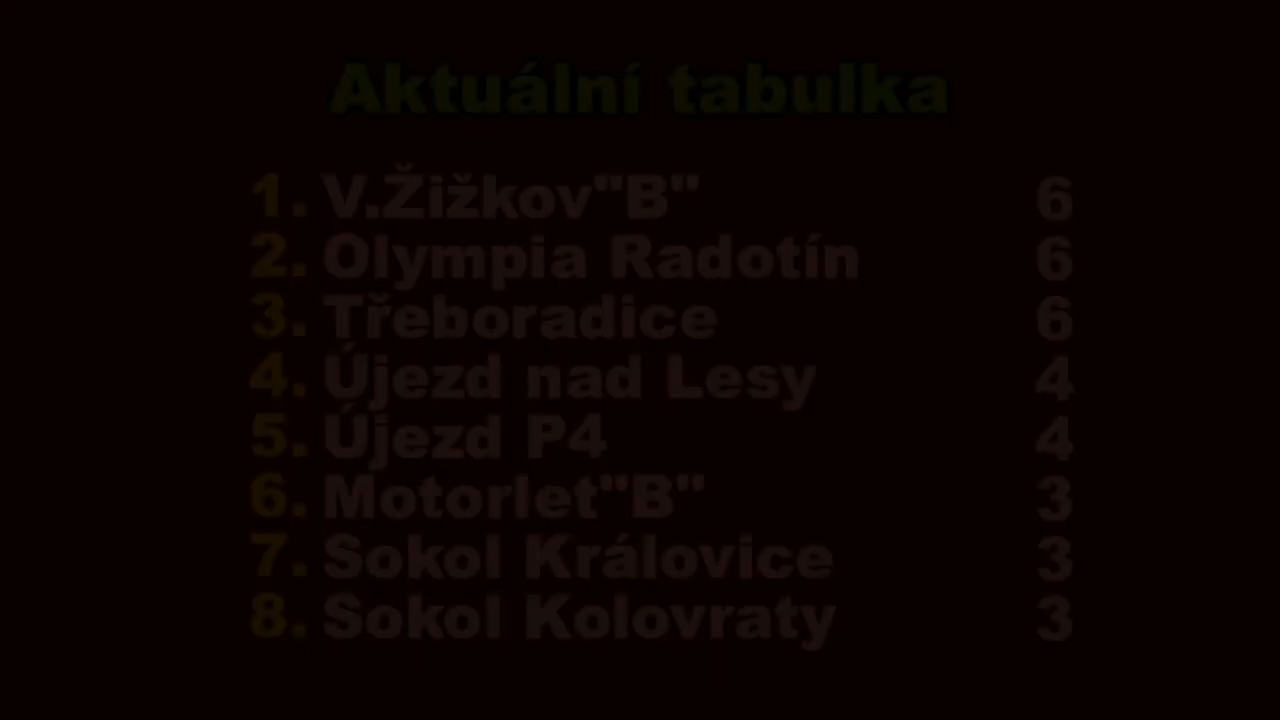 Aktuální tabulka
1. V.Žižkov"B" 6
2. Olympia Radotín 6
3. Třeboradice 6
4. Újezd nad Lesy 4
5. Újezd P4 4
6. Motorlet"B" 3
7. Sokol Královice 3
8. Sokol Kolovraty 3